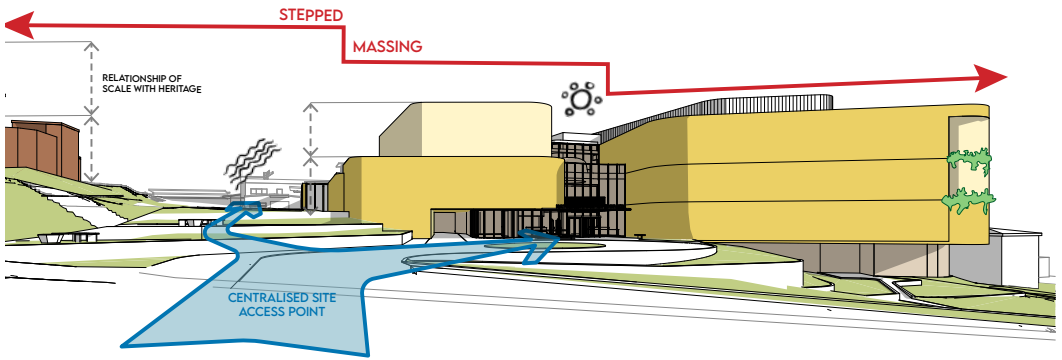 STEPPED
MASSING
RELATIONSHIP OF
SCALE WITH HERITAGE
CENTRALISED SITE
ACCESS POINT